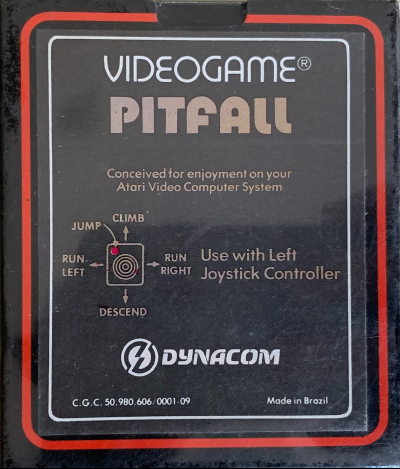 VIDEOGAME®
PITFALL
Conceived for enjoyment on your
Atari Video Computer System
CLIMB
JUMP
RUN LEFT
RUN RIGHT
DESCEND
Use with Left
Joystick Controller
DYNACOM
C.G.C. 50.980.606/0001-09
Made in Brazil